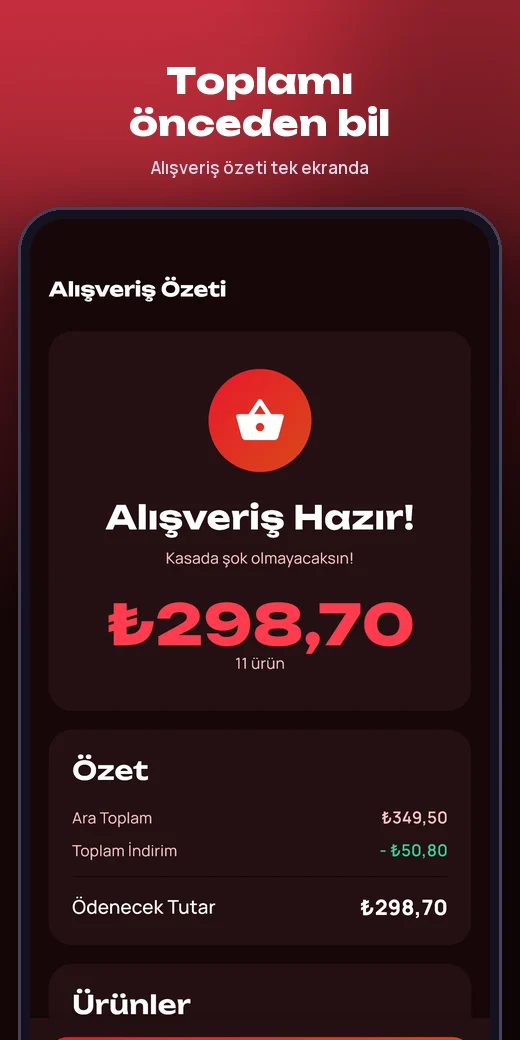 Toplamı
önceden bil
Alışveriş özeti tek ekranda
Alışveriş Özeti
Alışveriş Hazır!
Kasada şok olmayacaksın!
₺298,70
11 ürün
Özet
Ara Toplam ₺349,50
Toplam İndirim - ₺50,80
Ödenecek Tutar ₺298,70
Ürünler